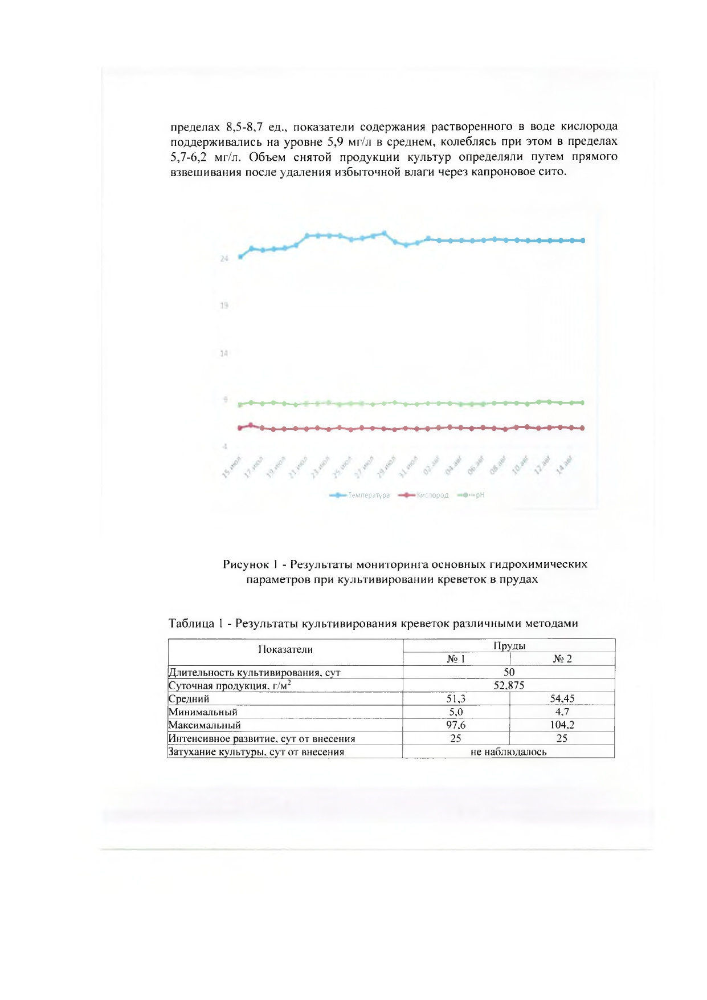 пределах 8,5-8,7 ед., показатели содержания растворенного в воде кислорода
поддерживались на уровне 5,9 мг/л в среднем, колеблясь при этом в пределах
5,7-6,2 мг/л. Объем снятой продукции культур определяли путем прямого
взвешивания после удаления избыточной влаги через капроновое сито.
24
19
14
9
4
15.июл 17.июл 19.июл 21.июл 23.июл 25.июл 27.июл 29.июл 31.июл 02.авг 04.авг 06.авг 08.авг 10.авг 12.авг 14.авг
Температура Кислород pH
Рисунок 1 - Результаты мониторинга основных гидрохимических
параметров при культивировании креветок в прудах
Таблица 1 - Результаты культивирования креветок различными методами
Показатели Пруды
№ 1 № 2
Длительность культивирования, сут 50
Суточная продукция, г/м² 52,875
Средний 51,3 54,45
Минимальный 5,0 4,7
Максимальный 97,6 104,2
Интенсивное развитие, сут от внесения 25 25
Затухание культуры, сут от внесения не наблюдалось